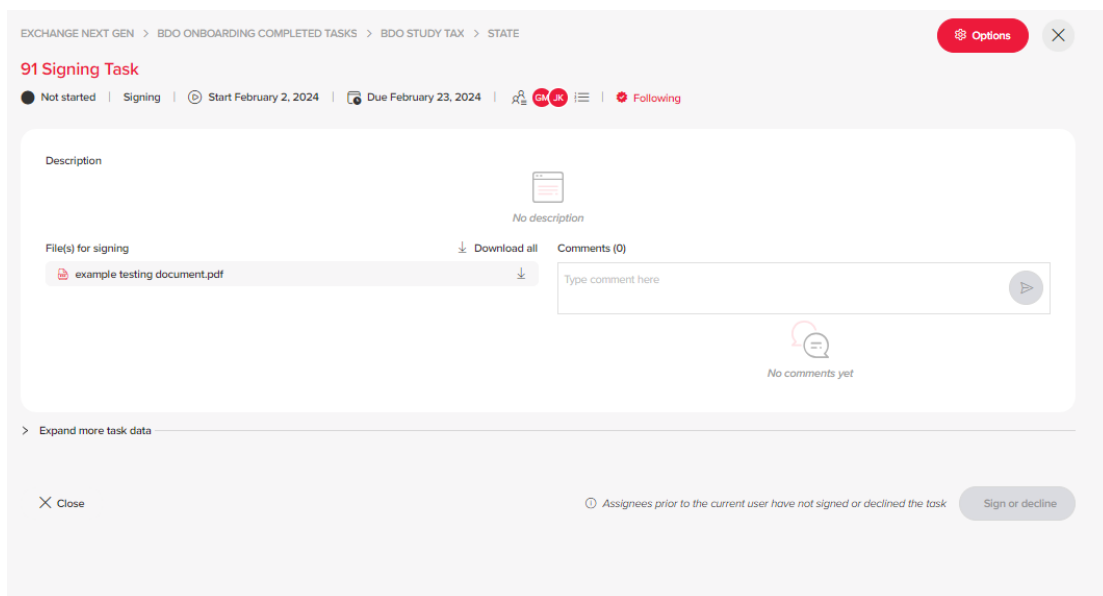 EXCHANGE NEXT GEN > BDO ONBOARDING COMPLETED TASKS > BDO STUDY TAX > STATE
Options
91 Signing Task
Not started | Signing | Start February 2, 2024 | Due February 23, 2024 | GM JK | Following
Description
No description
File(s) for signing
Download all
example testing document.pdf
Comments (0)
Type comment here
No comments yet
> Expand more task data
Close
Assignees prior to the current user have not signed or declined the task
Sign or decline